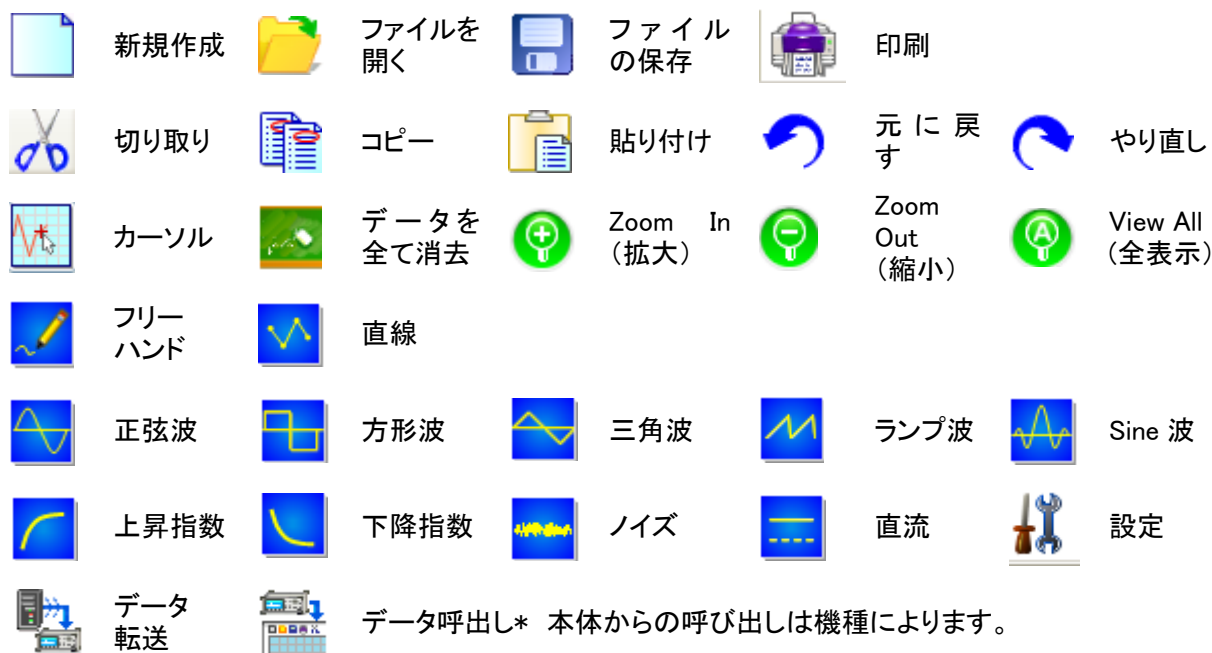 新規作成
ファイルを
開く
ファイル
の保存
印刷
切り取り
コピー
貼り付け
元に戻
す
やり直し
カーソル
データを
全て消去
Zoom In
（拡大）
Zoom
Out
（縮小）
View All
（全表示）
フリー
ハンド
直線
正弦波
方形波
三角波
ランプ波
Sine 波
上昇指数
下降指数
ノイズ
直流
設定
データ
転送
データ呼出し* 本体からの呼び出しは機種によります。